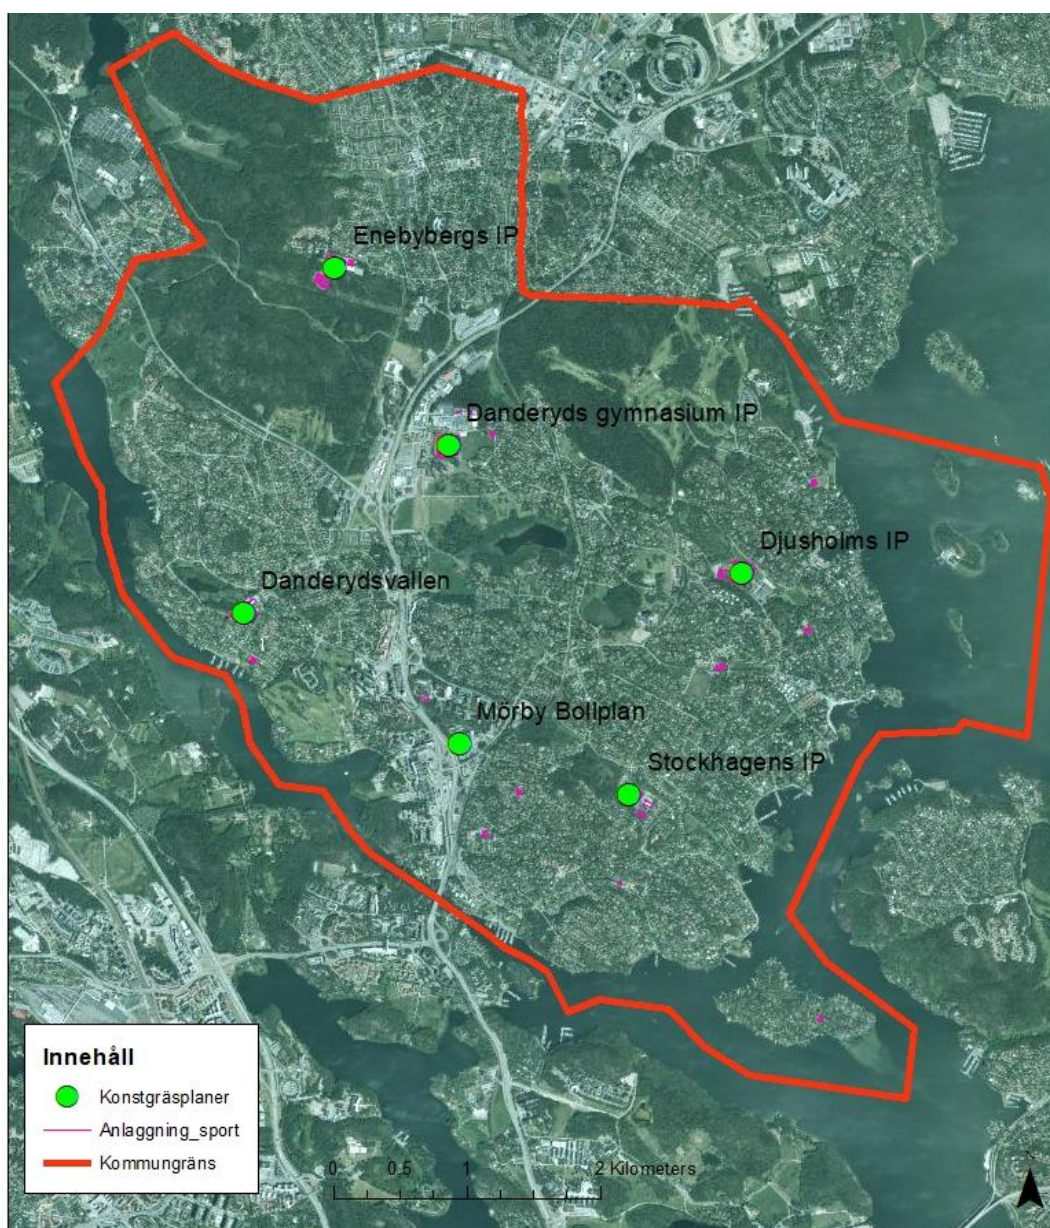 Enebybergs IP
Danderyds gymnasium IP
Djusholms IP
Danderydsvallen
Mörby Bollplan
Stockhagens IP
Innehåll
Konstgräsplaner
Anlaggning_sport
Kommungräns
0 0.5 1 2 Kilometers
N